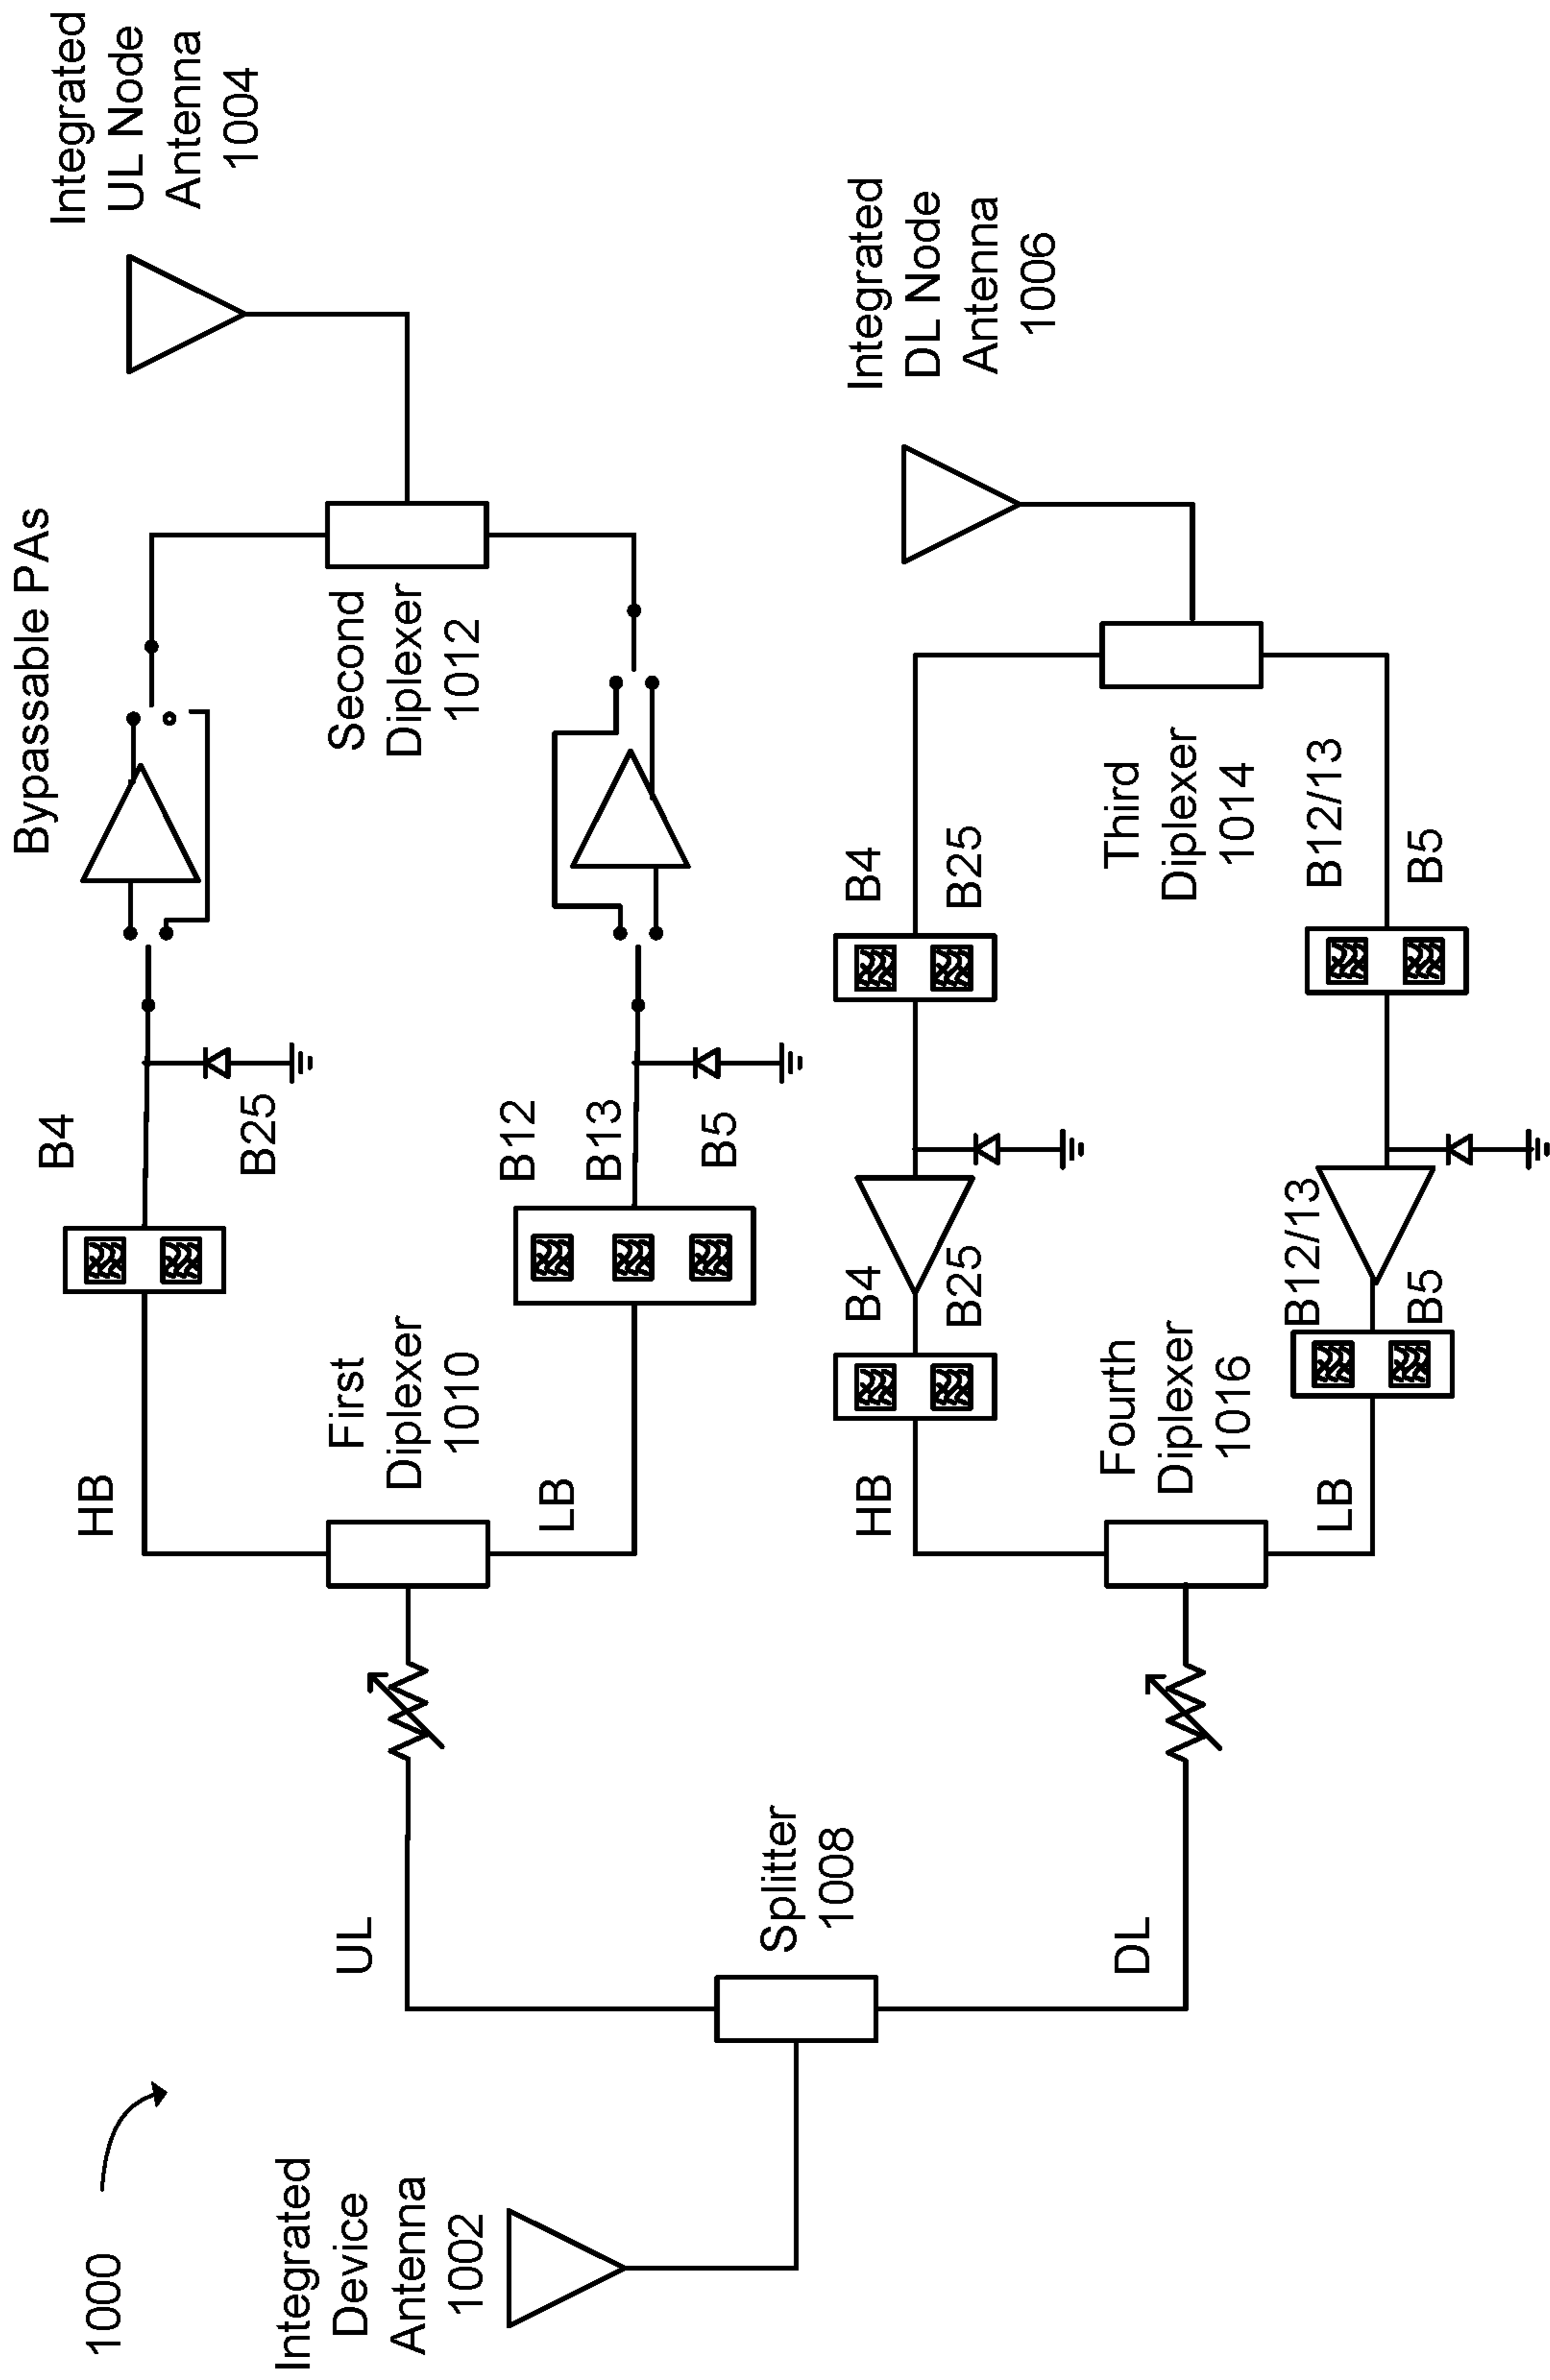 1000
Integrated
Device
Antenna
1002
Splitter
1008
UL
DL
HB
First
Diplexer
1010
LB
B4
B25
B12
B13
B5
Bypassable PAs
Second
Diplexer
1012
Integrated
UL Node
Antenna
1004
HB
Fourth
Diplexer
1016
LB
B4
B25
B12/13
B5
B4
B25
Third
Diplexer
1014
B12/13
B5
Integrated
DL Node
Antenna
1006